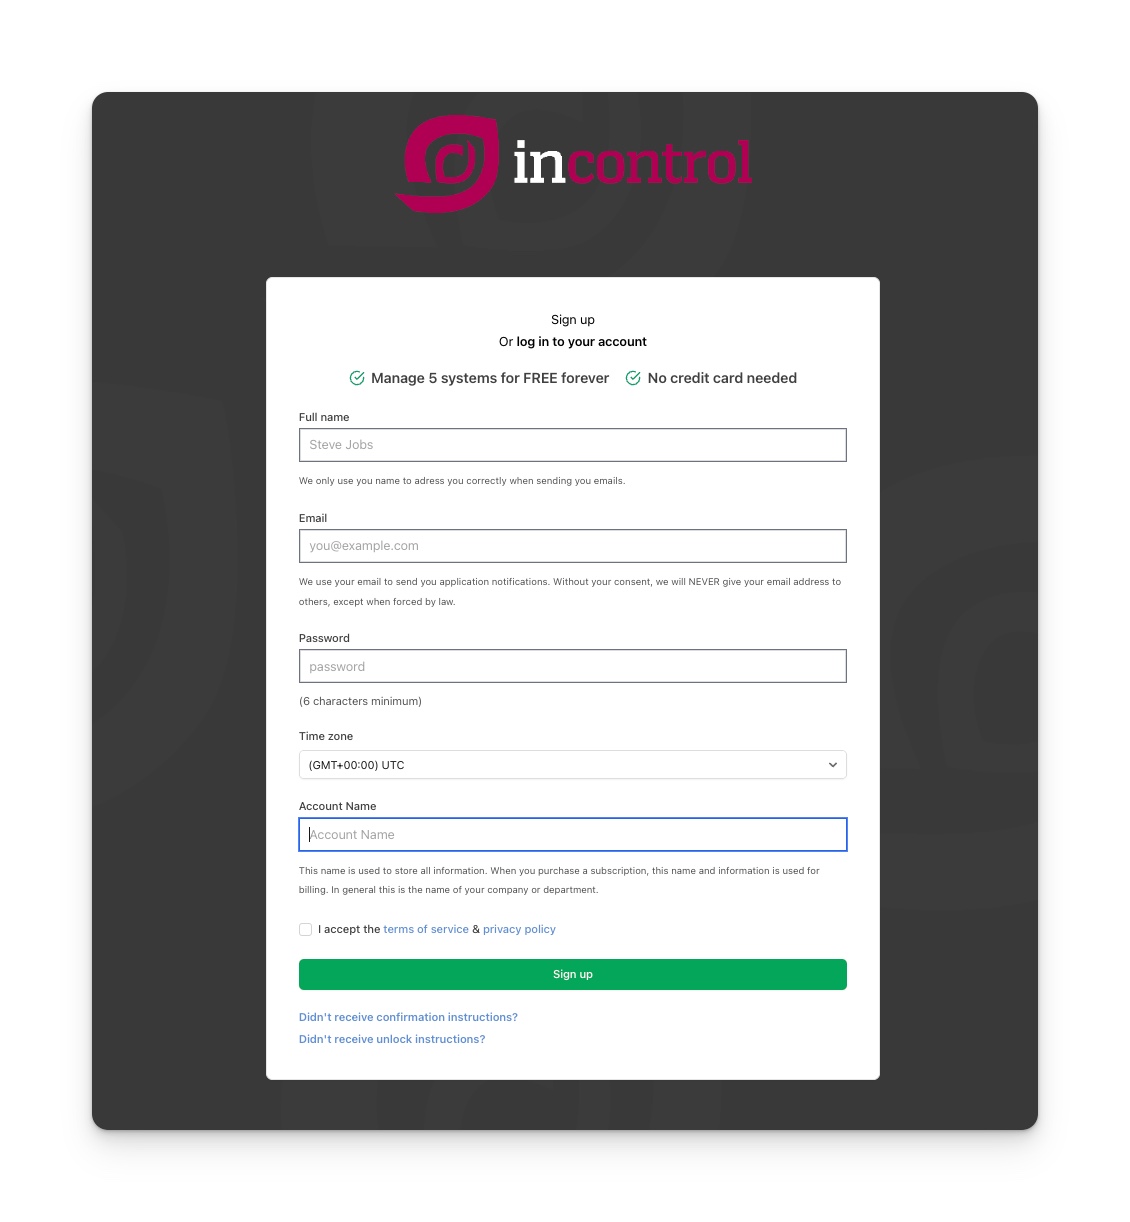 incontrol
Sign up
Or log in to your account
Manage 5 systems for FREE forever No credit card needed
Full name
Steve Jobs
We only use you name to adress you correctly when sending you emails.
Email
you@example.com
We use your email to send you application notifications. Without your consent, we will NEVER give your email address to
others, except when forced by law.
Password
password
(6 characters minimum)
Time zone
(GMT+00:00) UTC
Account Name
Account Name
This name is used to store all information. When you purchase a subscription, this name and information is used for
billing. In general this is the name of your company or department.
I accept the terms of service & privacy policy
Sign up
Didn't receive confirmation instructions?
Didn't receive unlock instructions?